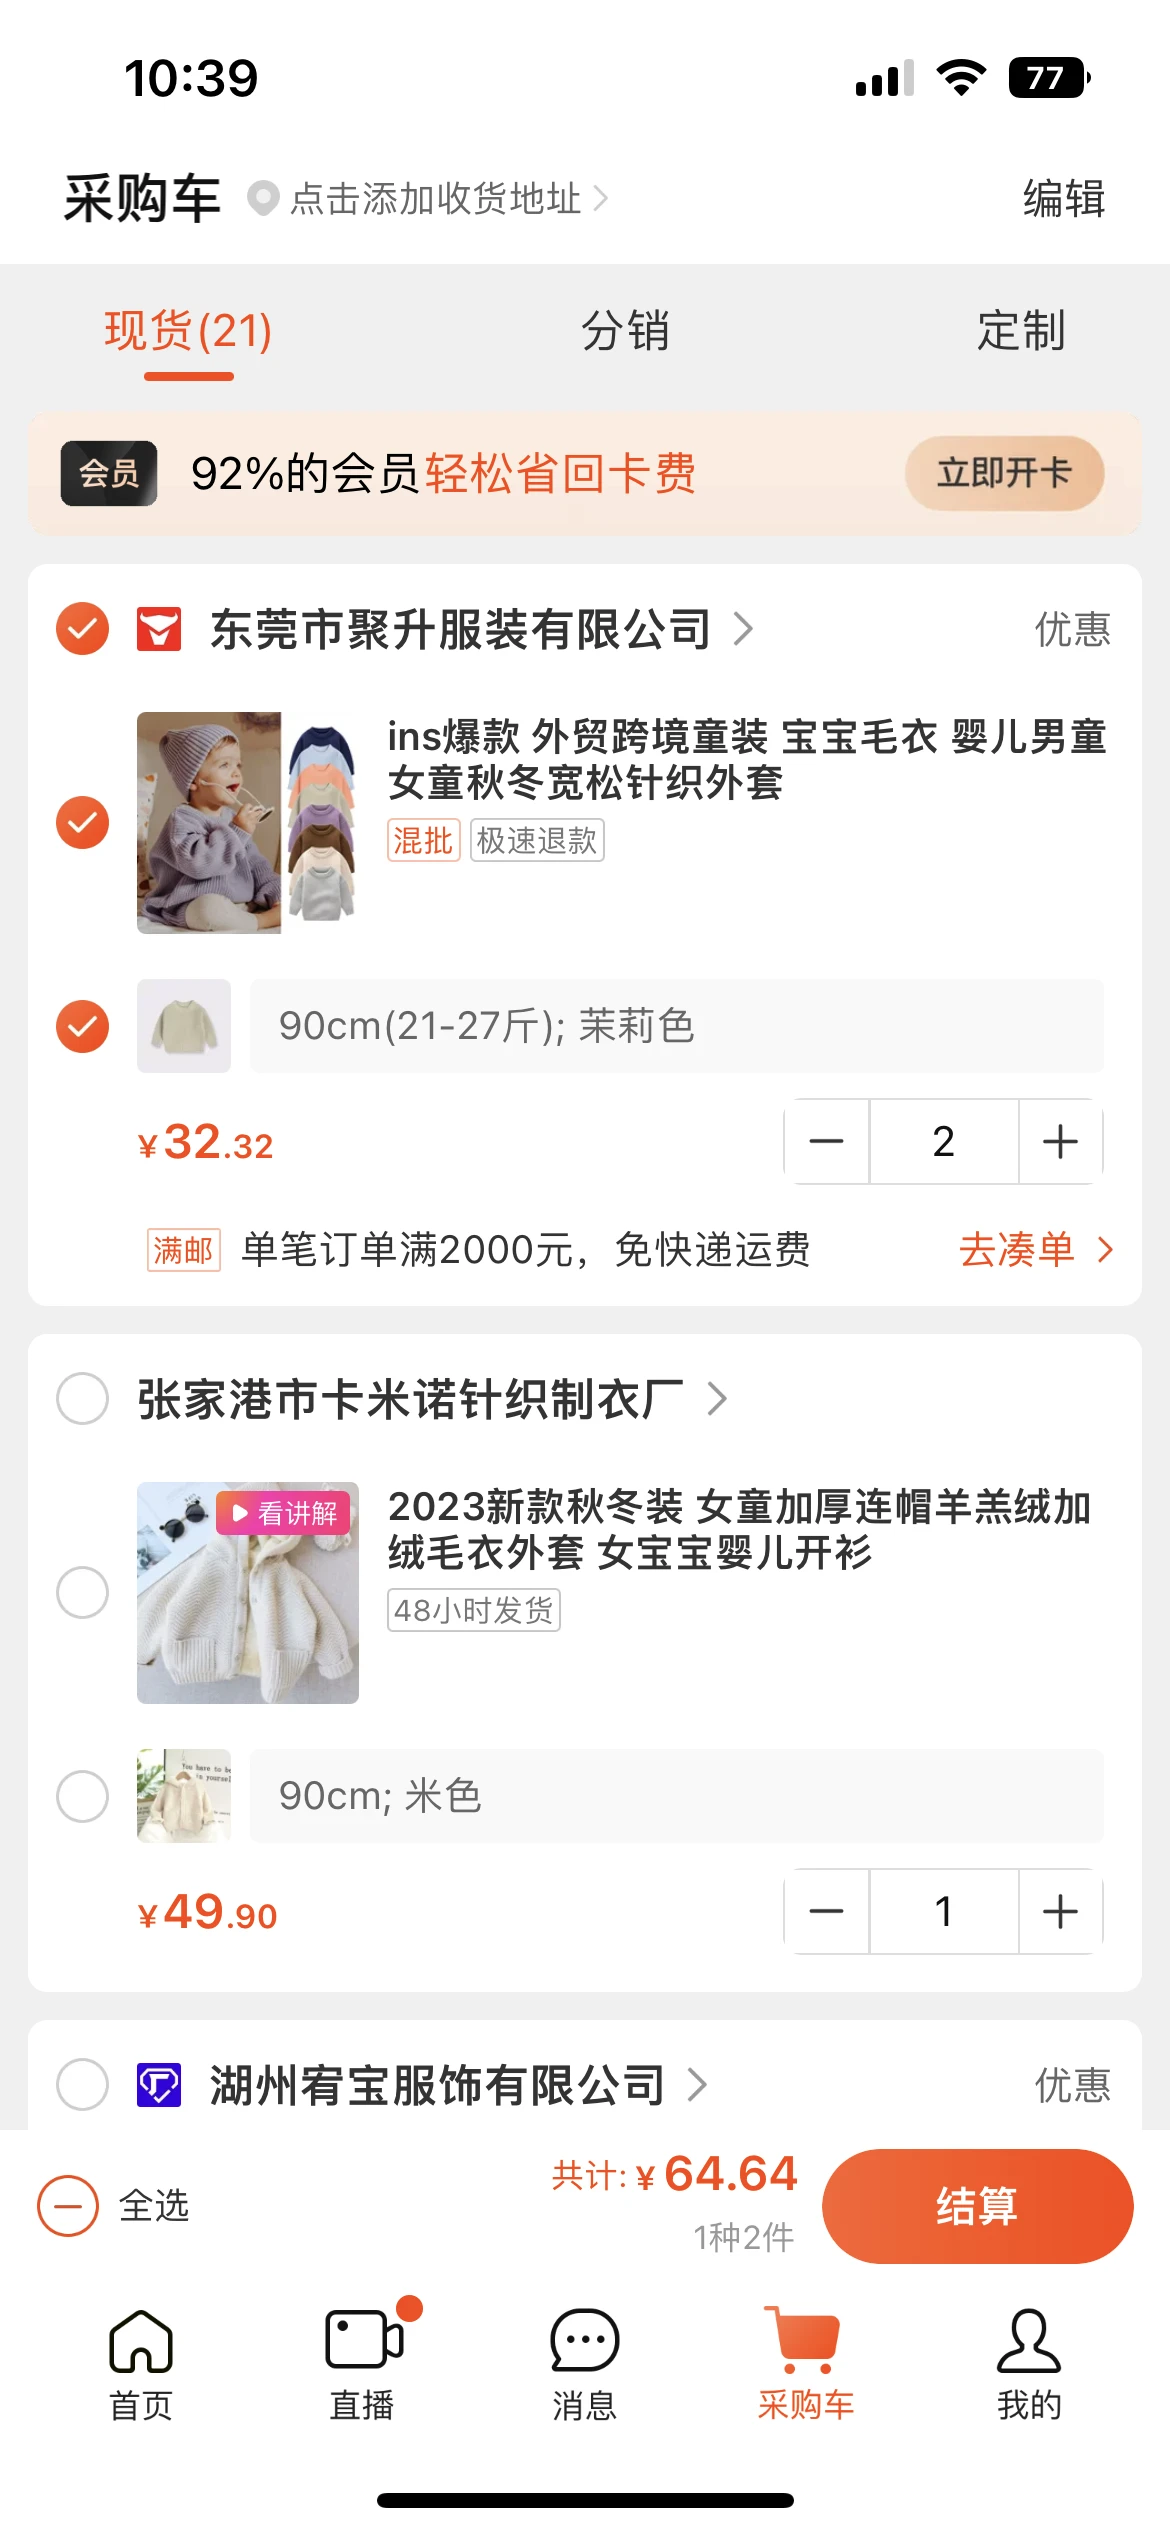 10:39
77
采购车
点击添加收货地址
编辑
现货(21)
分销
定制
会员
92%的会员轻松省回卡费
立即开卡
东莞市聚升服装有限公司
优惠
ins爆款 外贸跨境童装 宝宝毛衣 婴儿男童
女童秋冬宽松针织外套
混批
极速退款
90cm(21-27斤); 茉莉色
¥32.32
2
满邮
单笔订单满2000元，免快递运费
去凑单
张家港市卡米诺针织制衣厂
看讲解
2023新款秋冬装 女童加厚连帽羊羔绒加
绒毛衣外套 女宝宝婴儿开衫
48小时发货
You have to be
in yourself
90cm; 米色
¥49.90
1
湖州宥宝服饰有限公司
优惠
全选
共计: ¥64.64
1种2件
结算
首页
直播
消息
采购车
我的